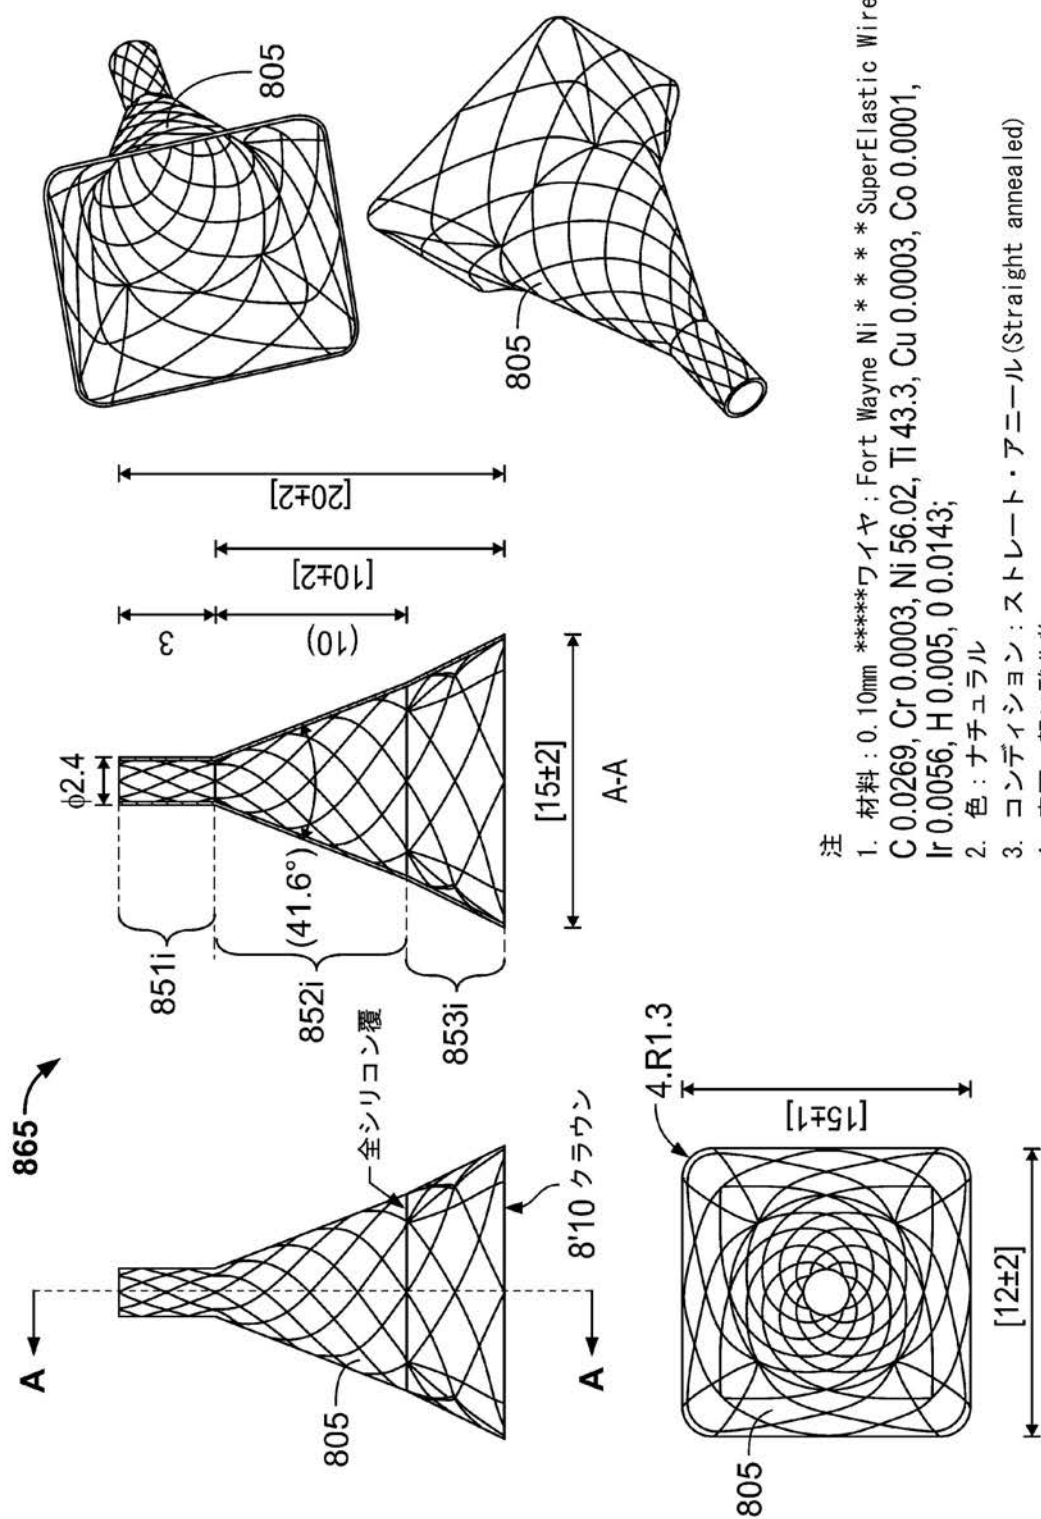 865
A
A
805
全シリコン覆
8'10 クラウン
851i
852i
853i
φ2.4
(41.6°)
3
(10)
[10±2]
[20±2]
[15±2]
A-A
805
805
805
4.R1.3
[15±1]
[12±2]
注
1. 材料 : 0.10mm *****ワイヤ : Fort Wayne Ni * * * * SuperElastic Wire
C 0.0269, Cr 0.0003, Ni 56.02, Ti 43.3, Cu 0.0003, Co 0.0001,
Ir 0.0056, H 0.005, 0 0.0143;
2. 色 : ナチュラル
3. コンディション : ストレート・アニール(Straight annealed)